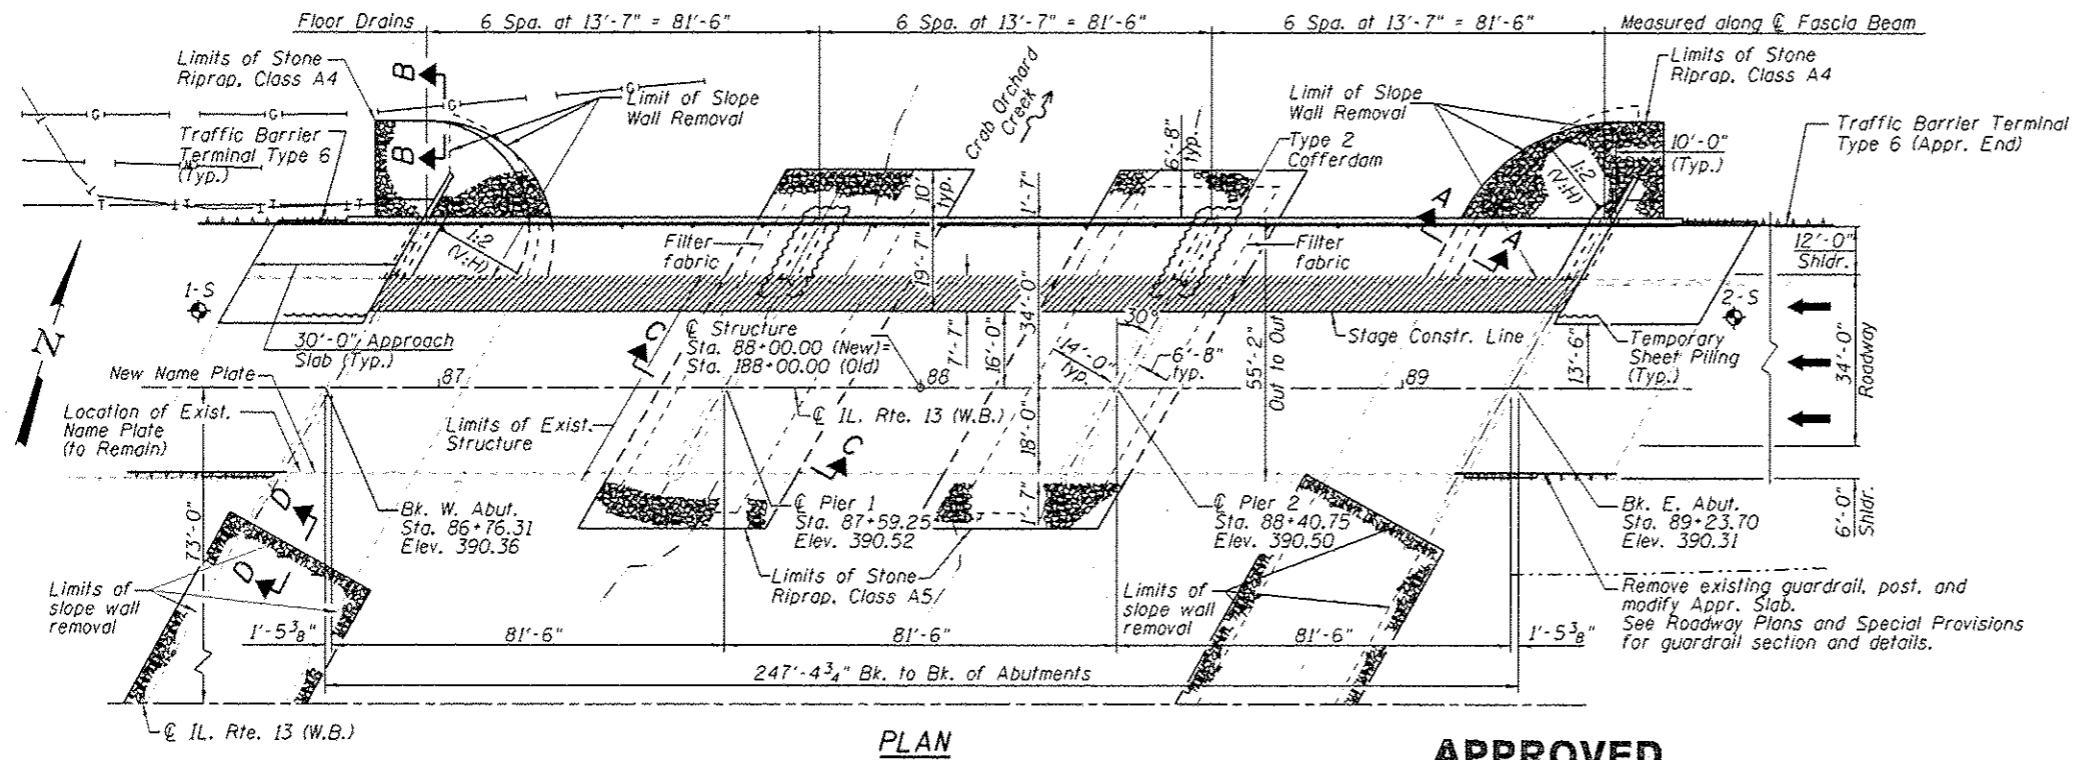 Floor Drains
6 Spa. at 13'-7" = 81'-6"
6 Spa. at 13'-7" = 81'-6"
6 Spa. at 13'-7" = 81'-6"
Measured along ℄ Fascia Beam
Limits of Stone
Riprap, Class A4
B
B
G
G
G
G
Limit of Slope
Wall Removal
Crab Orchard
Creek
6'-8"
typ.
Limit of Slope
Wall Removal
Type 2
Cofferdam
Limits of Stone
Riprap, Class A4
10'-0"
(Typ.)
Traffic Barrier Terminal
Type 6 (Appr. End)
Traffic Barrier
Terminal Type 6
(Typ.)
10'
typ.
1'-7"
A
A
1:2
(V:H)
1:2
(V:H)
Filter
fabric
19'-7"
34'-0"
Filter
fabric
12'-0"
Shldr.
N
1-S
2-S
30'-0" Approach
Slab (Typ.)
C
℄ Structure
Sta. 88+00.00 (New)=
Sta. 188+00.00 (Old)
7'-7"
16'-0"
30°
14'-0"
typ.
6'-8"
typ.
55'-2"
Out to Out
Stage Constr. Line
13'-6"
Temporary
Sheet Piling
(Typ.)
34'-0"
Roadway
New Name Plate
87
88
89
Location of Exist.
Name Plate
(to Remain)
Limits of Exist.
Structure
℄ IL. Rte. 13 (W.B.)
18'-0"
C
D
D
73'-0"
Bk. W. Abut.
Sta. 86+76.31
Elev. 390.36
℄ Pier 1
Sta. 87+59.25
Elev. 390.52
1'-7"
℄ Pier 2
Sta. 88+40.75
Elev. 390.50
Bk. E. Abut.
Sta. 89+23.70
Elev. 390.31
6'-0"
Shldr.
Limits of
slope wall
removal
Limits of Stone
Riprap, Class A5
Limits of
slope wall
removal
Remove existing guardrail, post, and
modify Appr. Slab.
See Roadway Plans and Special Provisions
for guardrail section and details.
1'-5 3/8"
81'-6"
81'-6"
81'-6"
1'-5 3/8"
247'-4 3/4" Bk. to Bk. of Abutments
℄ IL. Rte. 13 (W.B.)
PLAN
APPROVED